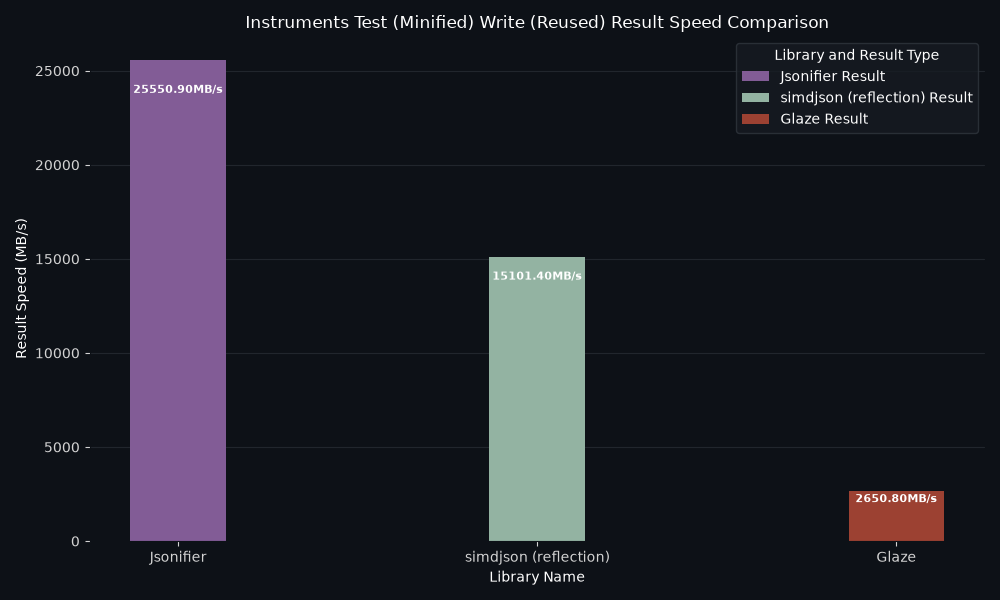 Instruments Test (Minified) Write (Reused) Result Speed Comparison
Library and Result Type
Jsonifier Result
simdjson (reflection) Result
Glaze Result
Result Speed (MB/s)
25000
20000
15000
10000
5000
0
25550.90MB/s
15101.40MB/s
2650.80MB/s
Jsonifier
simdjson (reflection)
Glaze
Library Name